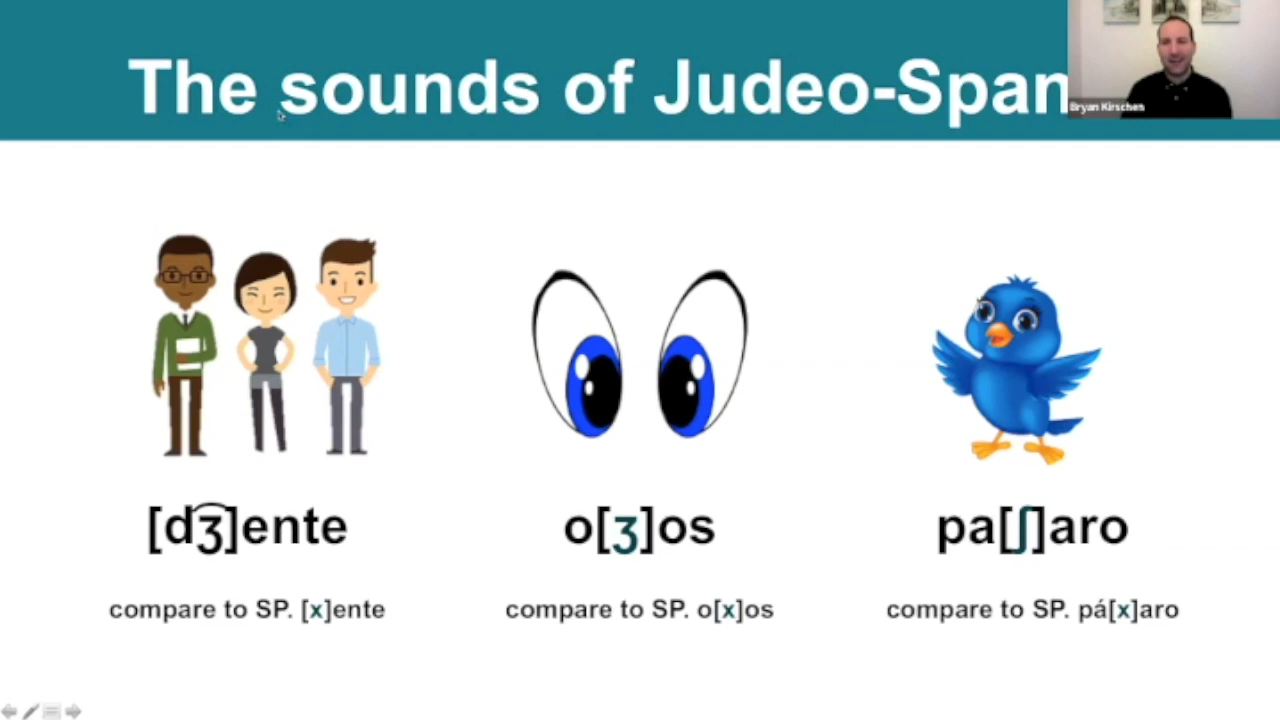 The sounds of Judeo-Span
Bryan Kirschen
[d͡ʒ]ente
o[ʒ]os
pa[ʃ]aro
compare to SP. [x]ente
compare to SP. o[x]os
compare to SP. pá[x]aro